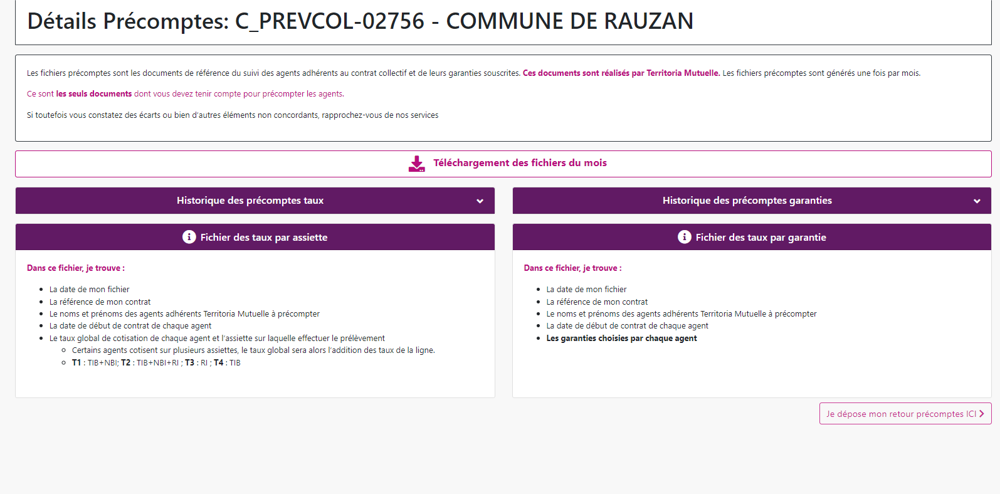 Détails Précomptes: C_PREVCOL-02756 - COMMUNE DE RAUZAN
Les fichiers précomptes sont les documents de référence du suivi des agents adhérents au contrat collectif et de leurs garanties souscrites. Ces documents sont réalisés par Territoria Mutuelle. Les fichiers précomptes sont générés une fois par mois.
Ce sont les seuls documents dont vous devez tenir compte pour précompter les agents.
Si toutefois vous constatez des écarts ou bien d'autres éléments non concordants, rapprochez-vous de nos services
Téléchargement des fichiers du mois
Historique des précomptes taux
Historique des précomptes garanties
Fichier des taux par assiette
Dans ce fichier, je trouve :
La date de mon fichier
La référence de mon contrat
Le noms et prénoms des agents adhérents Territoria Mutuelle à précompter
La date de début de contrat de chaque agent
Le taux global de cotisation de chaque agent et l'assiette sur laquelle effectuer le prélèvement
Certains agents cotisent sur plusieurs assiettes, le taux global sera alors l'addition des taux de la ligne.
T1 : TIB+NBI; T2 : TIB+NBI+RI ; T3 : RI ; T4 : TIB
Fichier des taux par garantie
Dans ce fichier, je trouve :
La date de mon fichier
La référence de mon contrat
Le noms et prénoms des agents adhérents Territoria Mutuelle à précompter
La date de début de contrat de chaque agent
Les garanties choisies par chaque agent
Je dépose mon retour précomptes ICI